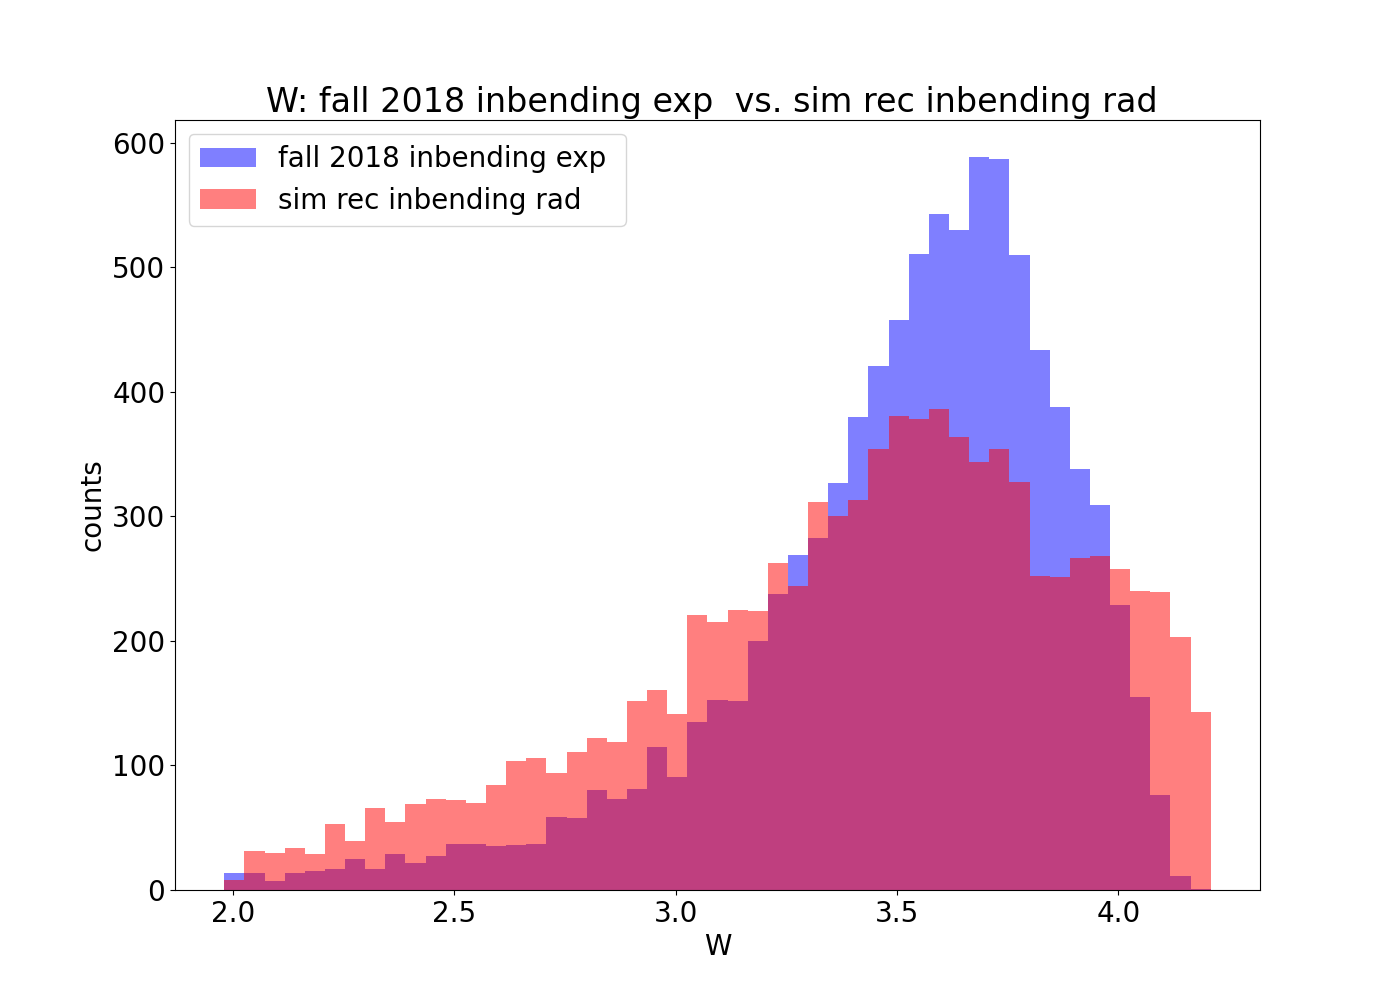 W: fall 2018 inbending exp  vs. sim rec inbending rad
fall 2018 inbending exp
sim rec inbending rad
600
500
400
300
200
100
0
counts
2.0 2.5 3.0 3.5 4.0
W